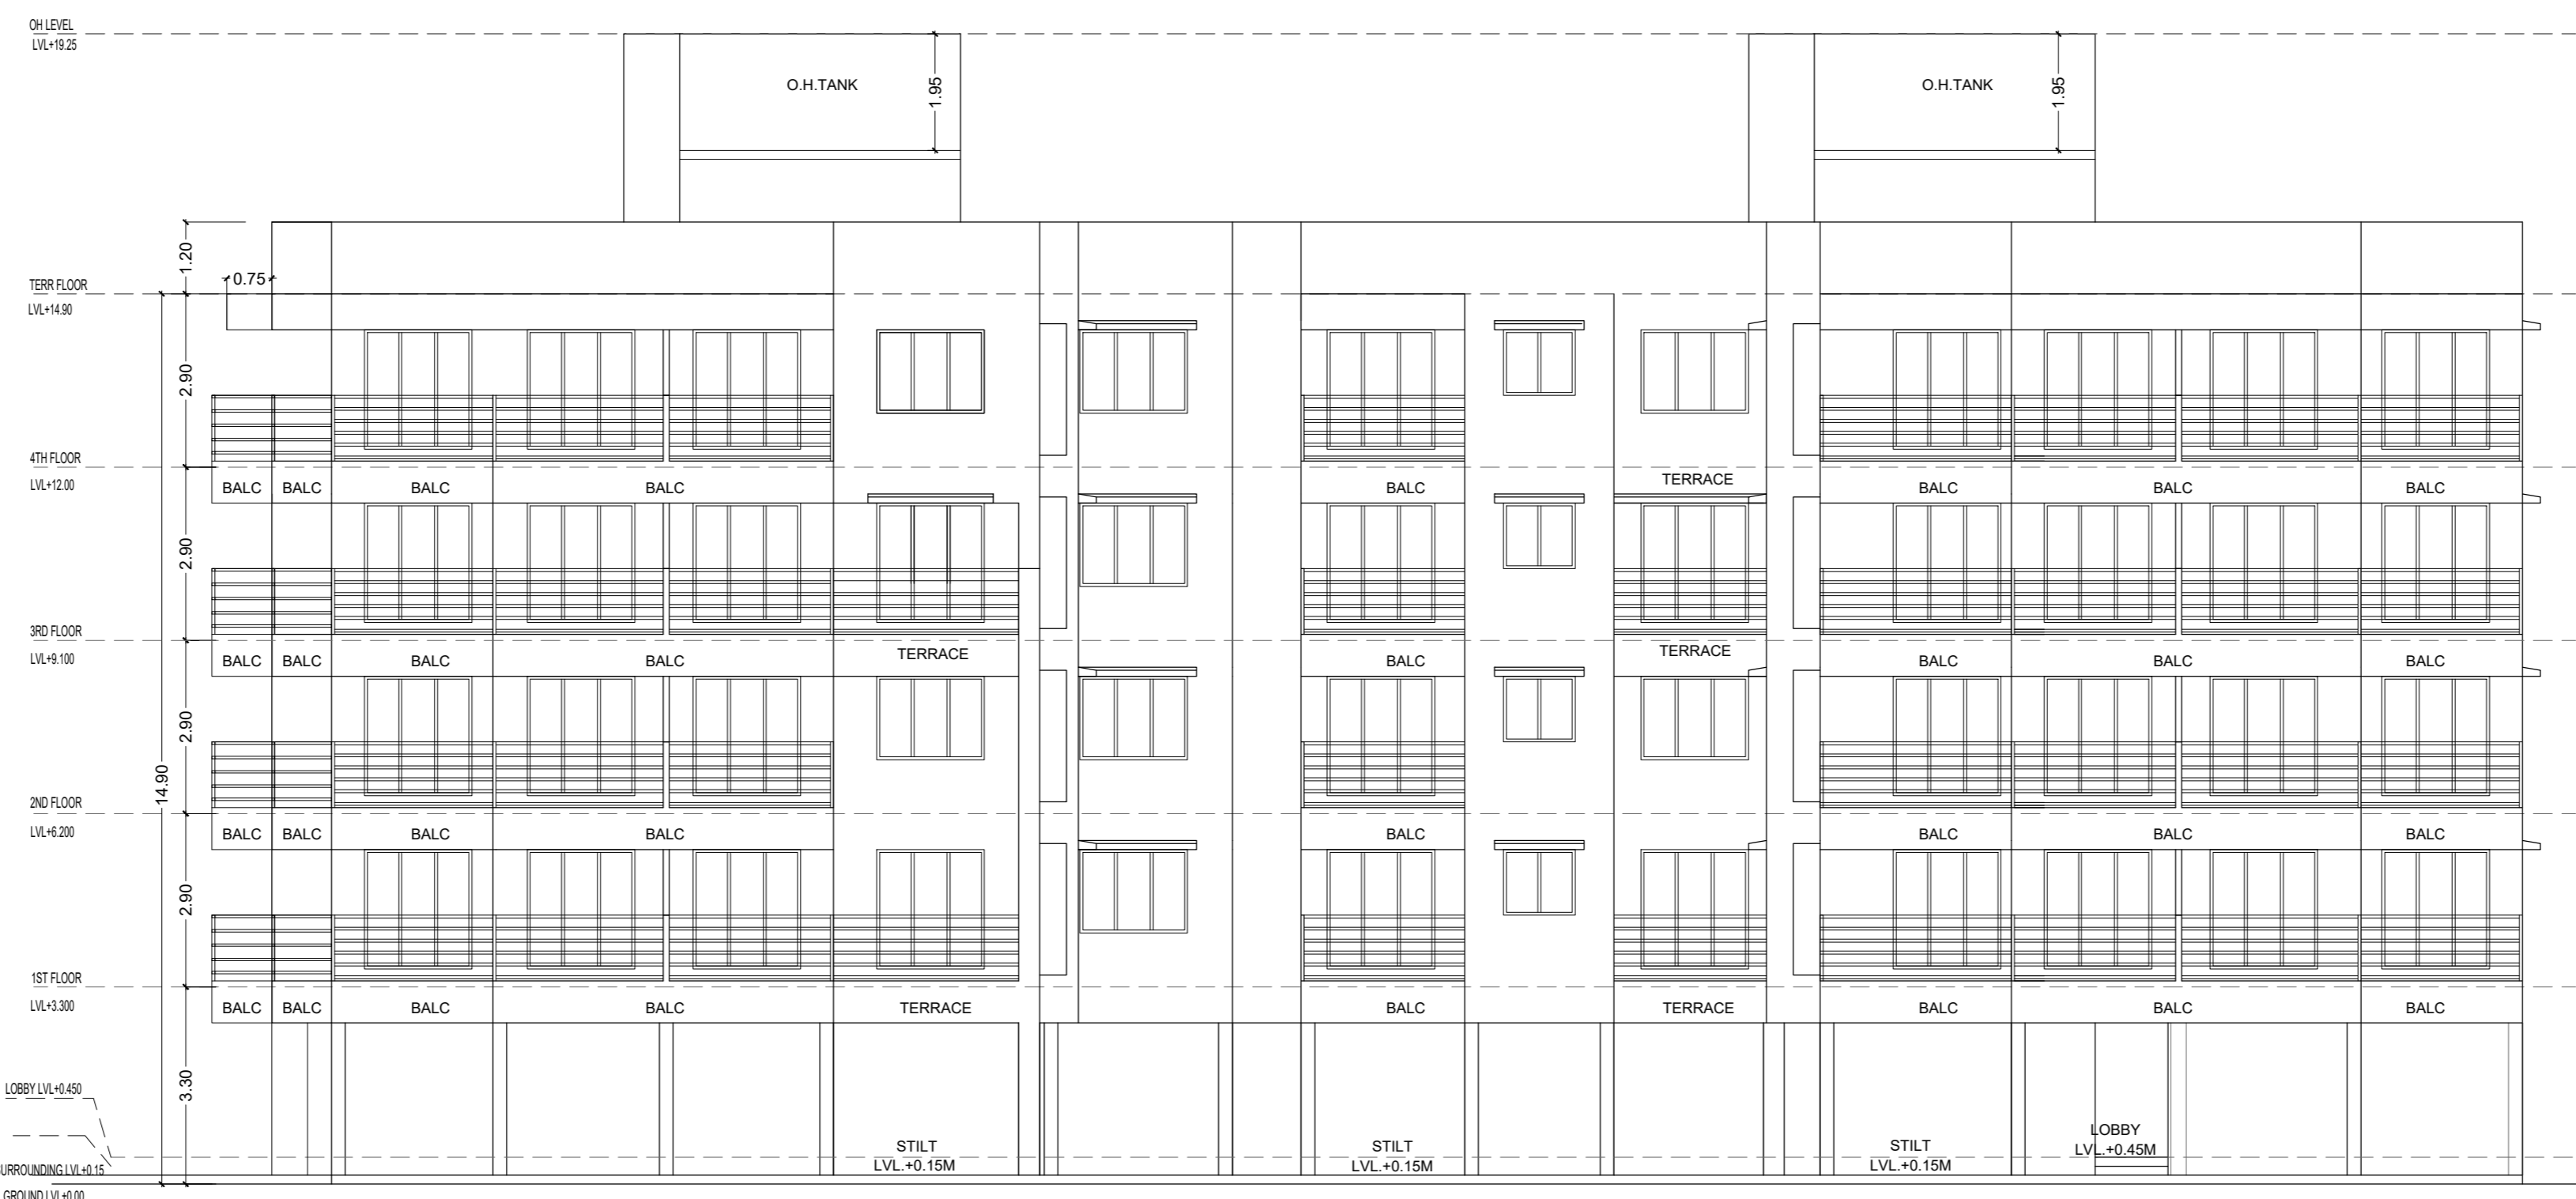 OH LEVEL
LVL+19.25
O.H.TANK
1.95
O.H.TANK
1.95
1.20
0.75
TERR FLOOR
LVL+14.90
2.90
4TH FLOOR
LVL+12.00
BALC BALC BALC BALC BALC TERRACE BALC BALC BALC
2.90
3RD FLOOR
LVL+9.100
BALC BALC BALC BALC TERRACE BALC TERRACE BALC BALC BALC
2.90
14.90
2ND FLOOR
LVL+6.200
BALC BALC BALC BALC BALC BALC BALC BALC
2.90
1ST FLOOR
LVL+3.300
BALC BALC BALC BALC TERRACE BALC TERRACE BALC BALC BALC
3.30
LOBBY LVL+0.450
STILT
LVL.+0.15M
STILT
LVL.+0.15M
STILT
LVL.+0.15M
LOBBY
LVL.+0.45M
URROUNDING LVL+0.15
GROUND LVL+0.00